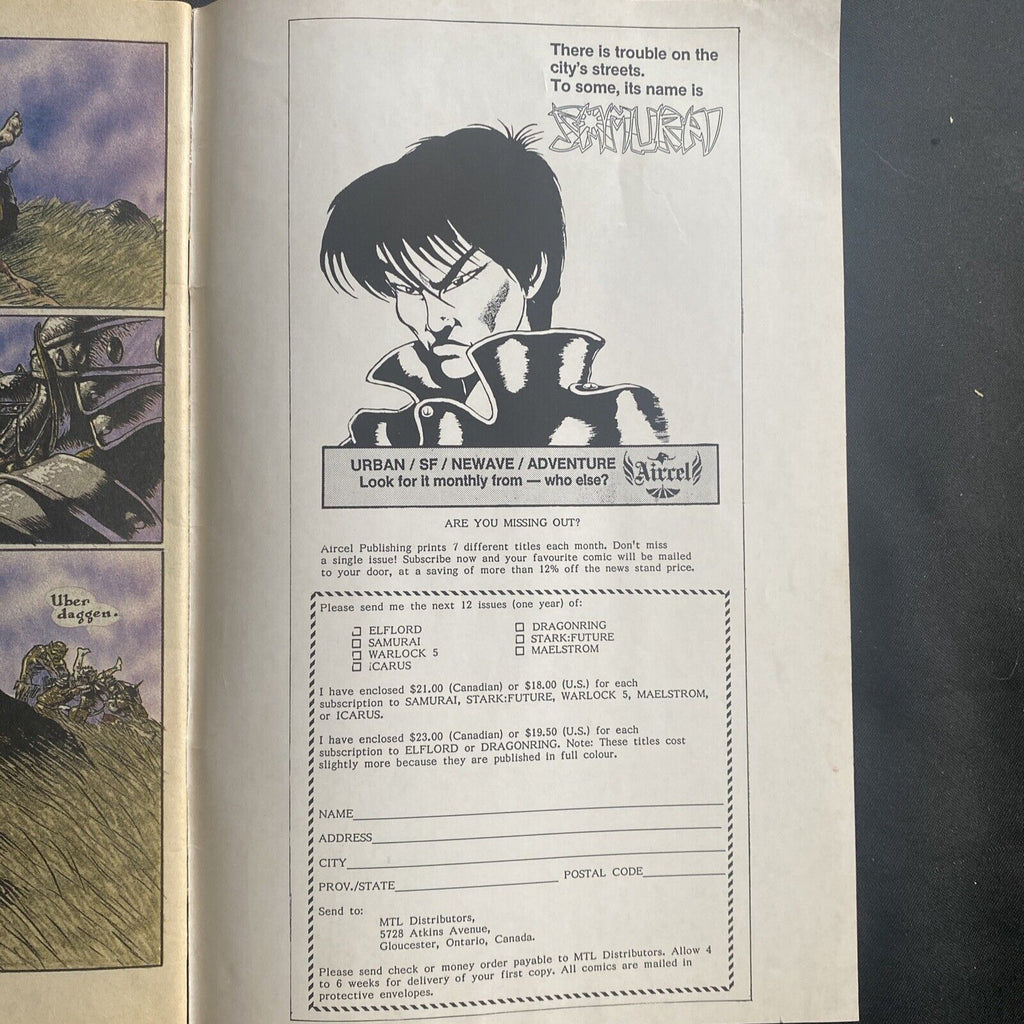 Uber
daggen.
There is trouble on the
city's streets.
To some, its name is
SAMURAI
URBAN / SF / NEWAVE / ADVENTURE
Look for it monthly from — who else?
Aircel
ARE YOU MISSING OUT?
Aircel Publishing prints 7 different titles each month. Don't miss
a single issue! Subscribe now and your favourite comic will be mailed
to your door, at a saving of more than 12% off the news stand price.
Please send me the next 12 issues (one year) of:
ELFLORD
SAMURAI
WARLOCK 5
ICARUS
DRAGONRING
STARK:FUTURE
MAELSTROM
I have enclosed $21.00 (Canadian) or $18.00 (U.S.) for each
subscription to SAMURAI, STARK:FUTURE, WARLOCK 5, MAELSTROM,
or ICARUS.
I have enclosed $23.00 (Canadian) or $19.50 (U.S.) for each
subscription to ELFLORD or DRAGONRING. Note: These titles cost
slightly more because they are published in full colour.
NAME
ADDRESS
CITY
PROV./STATE POSTAL CODE
Send to:
MTL Distributors,
5728 Atkins Avenue,
Gloucester, Ontario, Canada.
Please send check or money order payable to MTL Distributors. Allow 4
to 6 weeks for delivery of your first copy. All comics are mailed in
protective envelopes.